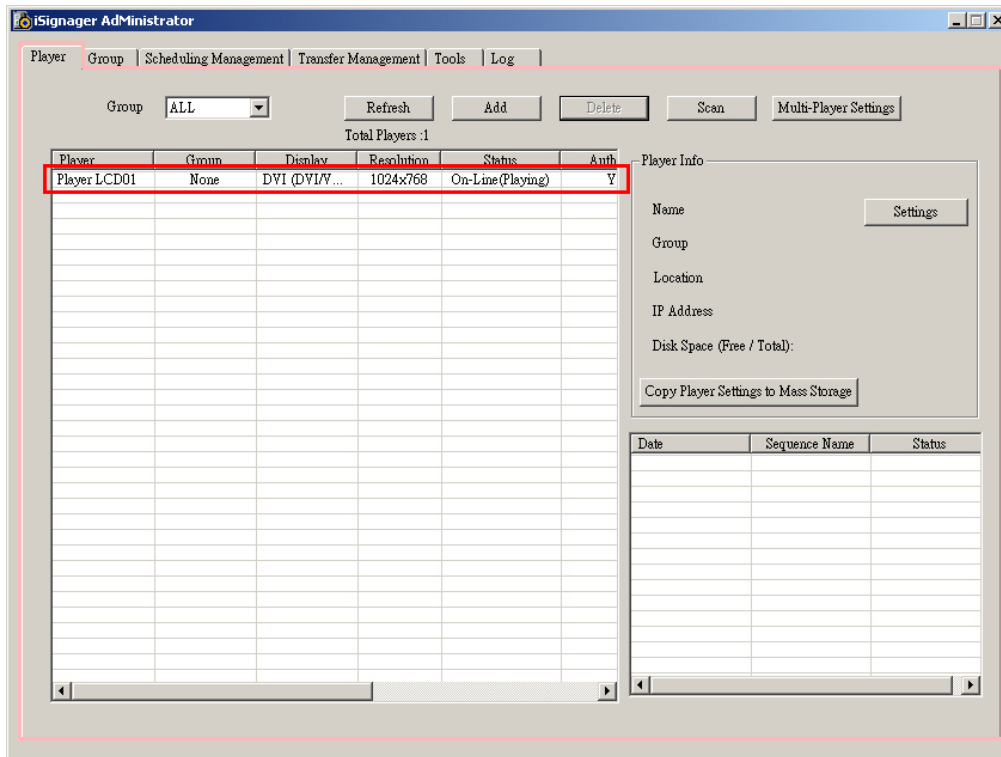 iSignager AdMinistrator
Player Group Scheduling Management Transfer Management Tools Log
Group ALL Refresh Add Delete Scan Multi-Player Settings
Total Players :1
Player Group Display Resolution Status Auth
Player LCD01 None DVI (DVI/V... 1024x768 On-Line(Playing) Y
Player Info
Name Settings
Group
Location
IP Address
Disk Space (Free / Total):
Copy Player Settings to Mass Storage
Date Sequence Name Status